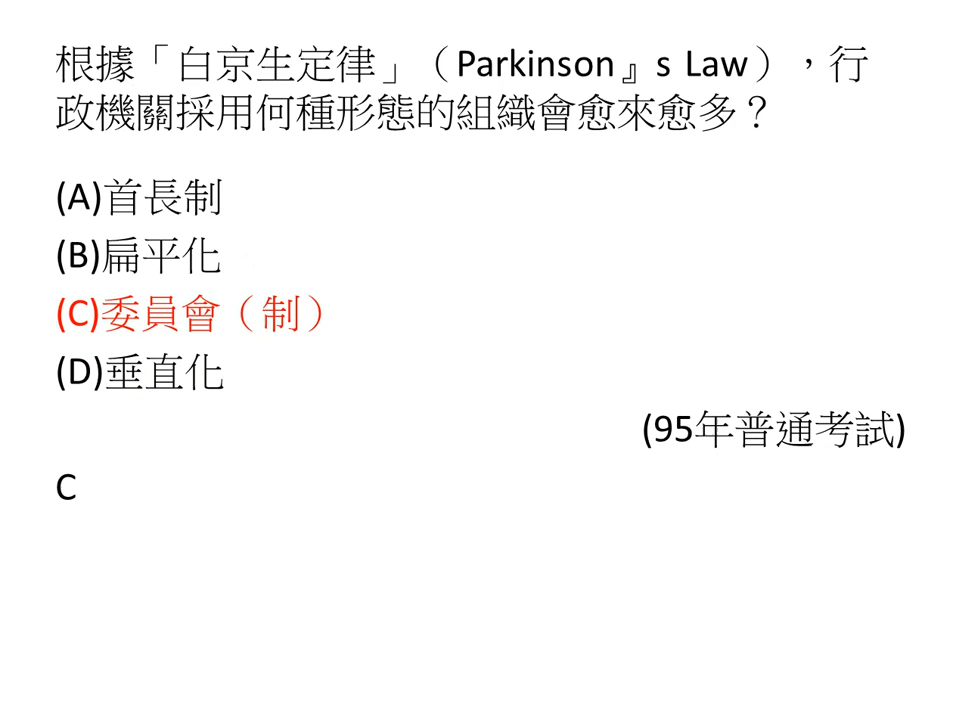 根據「白京生定律」（Parkinson』s Law），行
政機關採用何種形態的組織會愈來愈多？
(A)首長制
(B)扁平化
(C)委員會（制）
(D)垂直化
(95年普通考試)
C